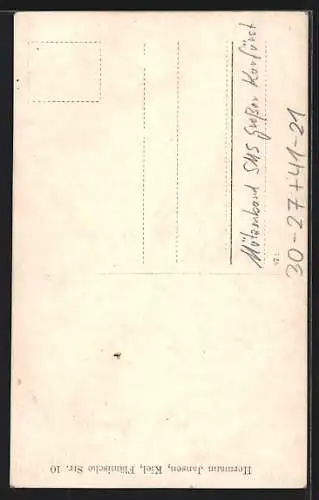 Mützenband SMS Großer Kurfürst
30-27+41-21
Hermann Jansen, Kiel, Flämische Str. 10